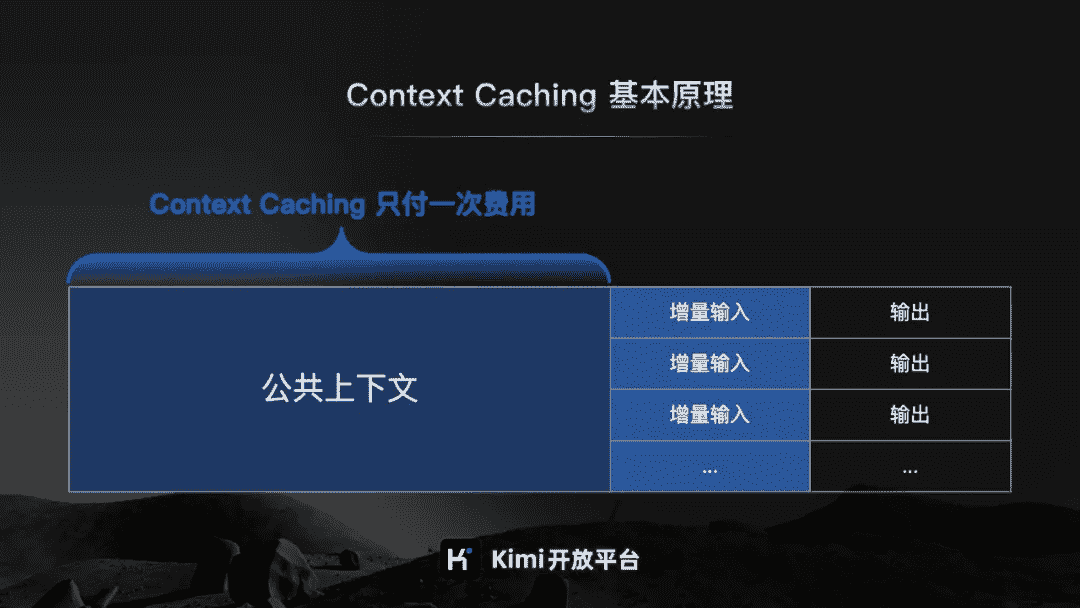 Context Caching 基本原理
Context Caching 只付一次费用
公共上下文
增量输入 输出
增量输入 输出
增量输入 输出
... ...
Kimi开放平台